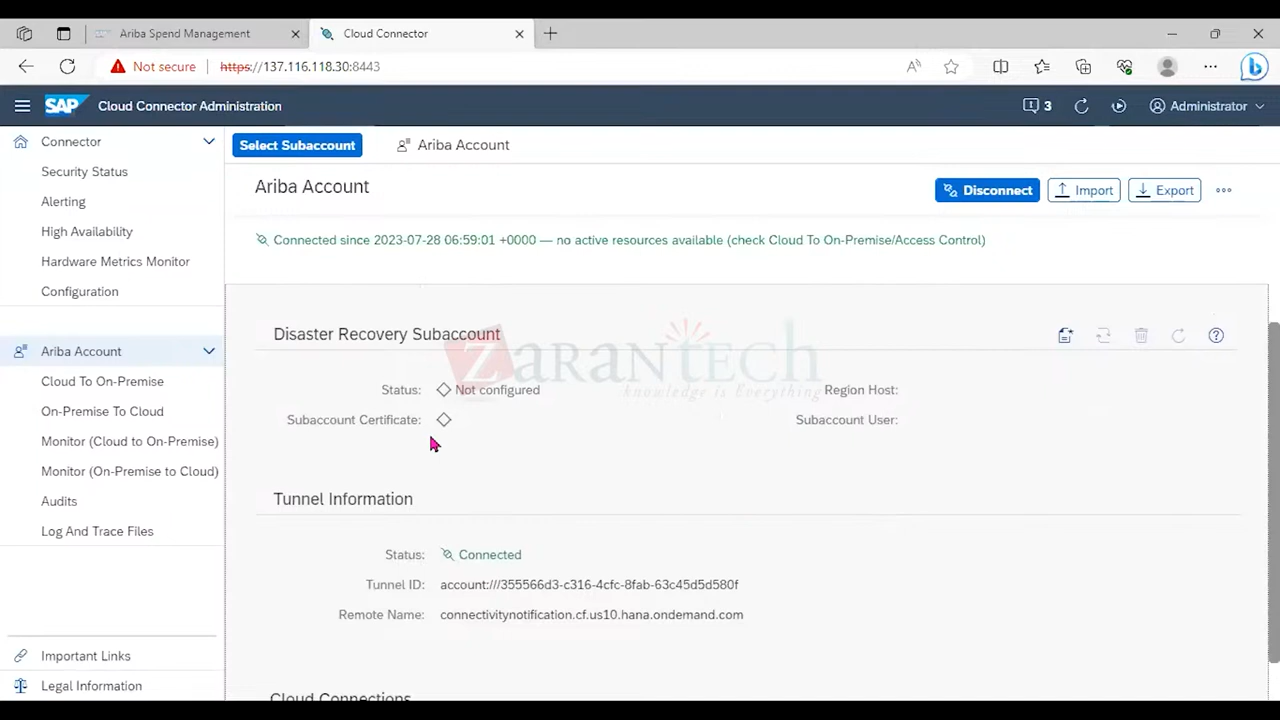 Ariba Spend Management
Cloud Connector
Not secure
https://137.116.118.30:8443
SAP
Cloud Connector Administration
3
Administrator
Connector
Security Status
Alerting
High Availability
Hardware Metrics Monitor
Configuration
Ariba Account
Cloud To On-Premise
On-Premise To Cloud
Monitor (Cloud to On-Premise)
Monitor (On-Premise to Cloud)
Audits
Log And Trace Files
Important Links
Legal Information
Select Subaccount
Ariba Account
Ariba Account
Disconnect
Import
Export
Connected since 2023-07-28 06:59:01 +0000 — no active resources available (check Cloud To On-Premise/Access Control)
Disaster Recovery Subaccount
zarantech
knowledge is Everything
Status: Not configured
Region Host:
Subaccount Certificate:
Subaccount User:
Tunnel Information
Status: Connected
Tunnel ID: account:///355566d3-c316-4cfc-8fab-63c45d5d580f
Remote Name: connectivitynotification.cf.us10.hana.ondemand.com
Cloud Connections